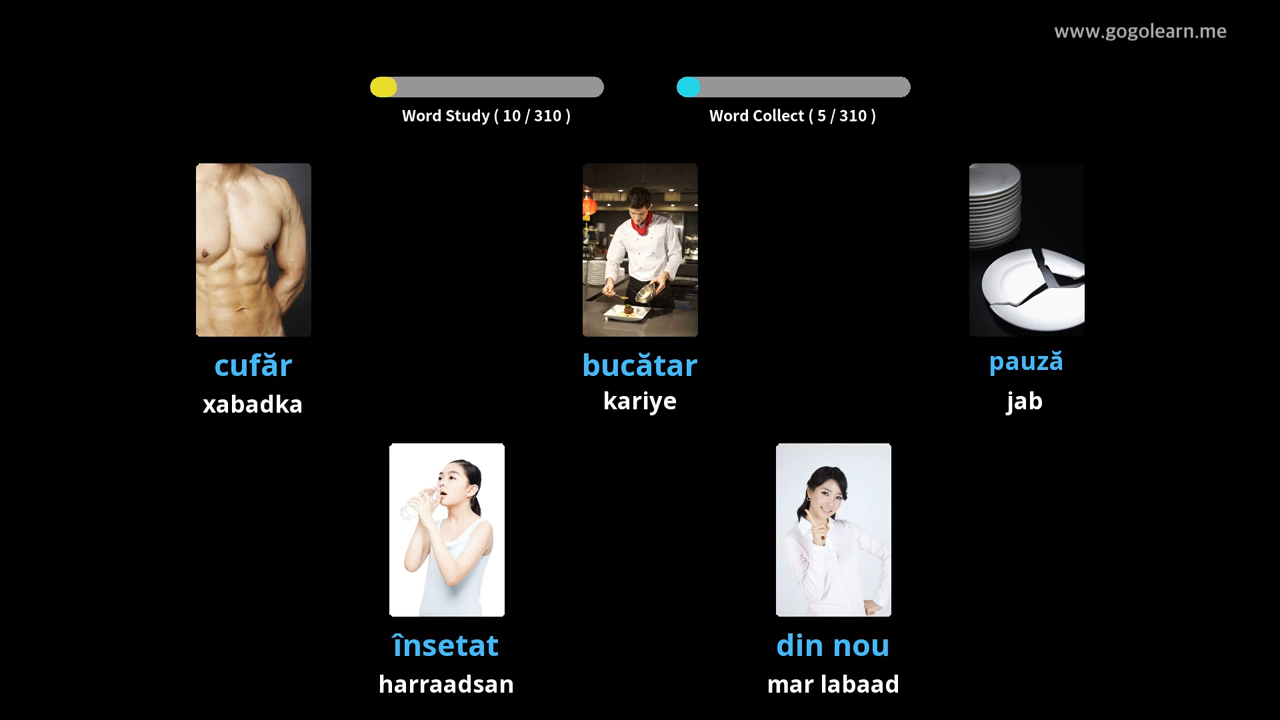 www.gogolearn.me
Word Study ( 10 / 310 )
Word Collect ( 5 / 310 )
cufăr
xabadka
bucătar
kariye
pauză
jab
însetat
harraadsan
din nou
mar labaad